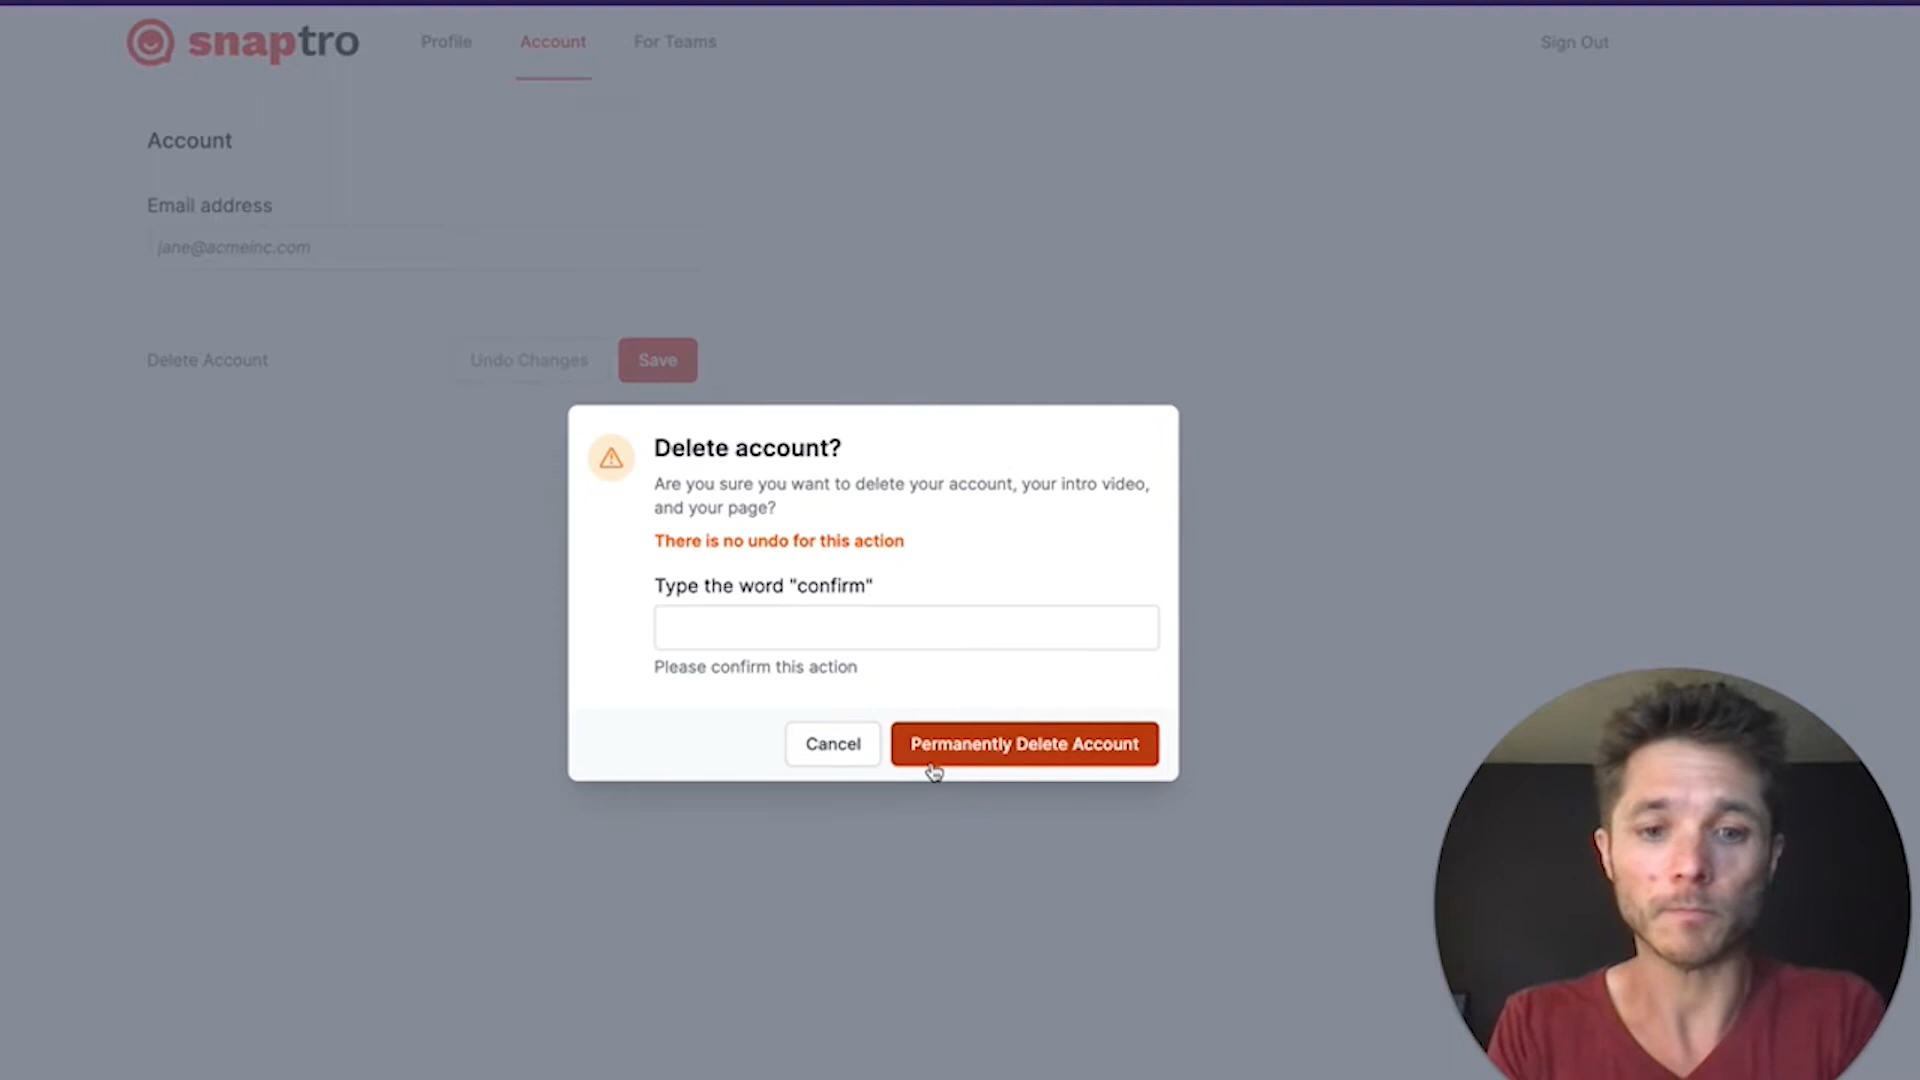 snaptro
Profile
Account
For Teams
Sign Out
Account
Email address
jane@acmeinc.com
Delete Account
Undo Changes
Save
Delete account?
Are you sure you want to delete your account, your intro video,
and your page?
There is no undo for this action
Type the word "confirm"
Please confirm this action
Cancel
Permanently Delete Account